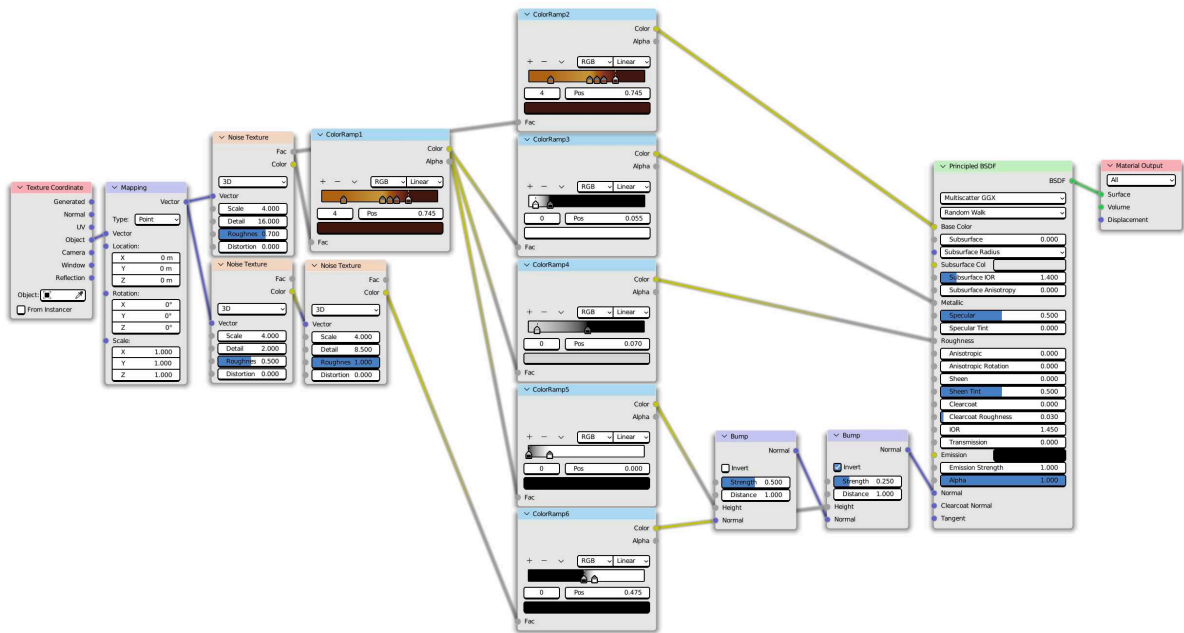 Texture Coordinate
Generated
Normal
UV
Object
Camera
Window
Reflection
Object:
From Instancer
Mapping
Vector
Type: Point
Vector
Location:
X 0 m
Y 0 m
Z 0 m
Rotation:
X 0°
Y 0°
Z 0°
Scale:
X 1.000
Y 1.000
Z 1.000
Noise Texture
Fac
Color
3D
Vector
Scale 4.000
Detail 16.000
Roughnes 0.700
Distortion 0.000
Noise Texture
Fac
Color
3D
Vector
Scale 4.000
Detail 2.000
Roughnes 0.500
Distortion 0.000
Noise Texture
Fac
Color
3D
Vector
Scale 4.000
Detail 8.500
Roughnes 1.000
Distortion 0.000
ColorRamp1
Color
Alpha
RGB Linear
4 Pos 0.745
Fac
ColorRamp2
Color
Alpha
+ − RGB Linear
4 Pos 0.745
Fac
ColorRamp3
Color
Alpha
+ − RGB Linear
0 Pos 0.055
Fac
ColorRamp4
Color
Alpha
+ − RGB Linear
0 Pos 0.070
Fac
ColorRamp5
Color
Alpha
+ − RGB Linear
0 Pos 0.000
Fac
ColorRamp6
Color
Alpha
+ − RGB Linear
0 Pos 0.475
Fac
Bump
Normal
Invert
Strength 0.500
Distance 1.000
Height
Normal
Bump
Normal
Invert
Strength 0.250
Distance 1.000
Height
Normal
Principled BSDF
BSDF
Multiscatter GGX
Random Walk
Base Color
Subsurface 0.000
Subsurface Radius
Subsurface Col
Subsurface IOR 1.400
Subsurface Anisotropy 0.000
Metallic
Specular 0.500
Specular Tint 0.000
Roughness
Anisotropic 0.000
Anisotropic Rotation 0.000
Sheen 0.000
Sheen Tint 0.500
Clearcoat 0.000
Clearcoat Roughness 0.030
IOR 1.450
Transmission 0.000
Emission
Emission Strength 1.000
Alpha 1.000
Normal
Clearcoat Normal
Tangent
Material Output
All
Surface
Volume
Displacement